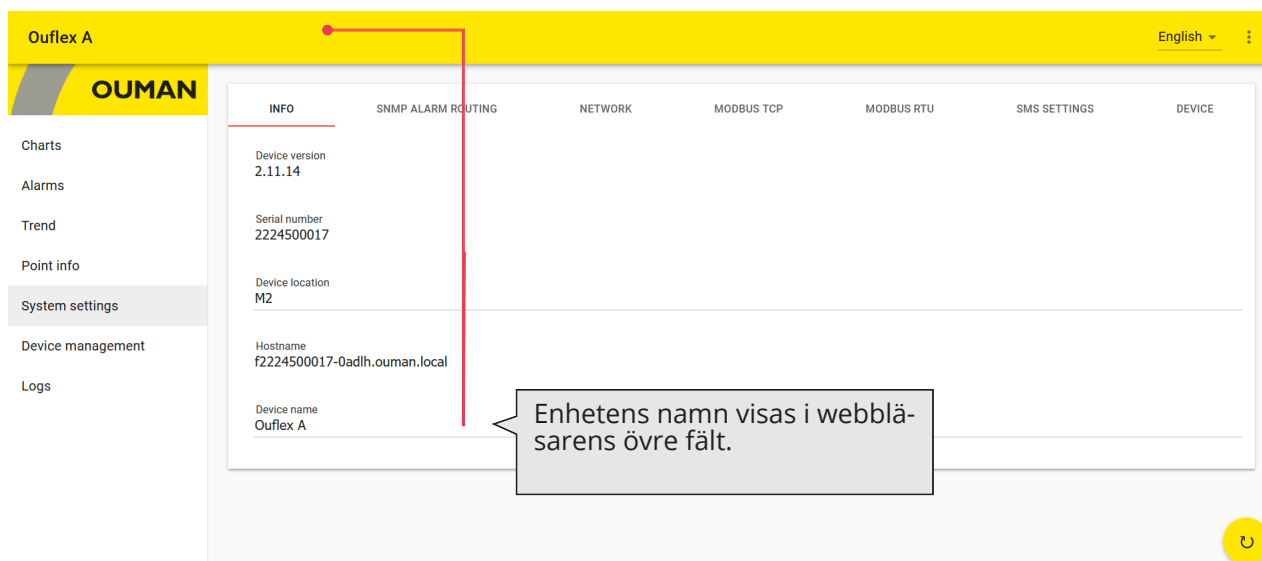 Ouflex A
English
OUMAN
Charts
Alarms
Trend
Point info
System settings
Device management
Logs
INFO SNMP ALARM ROUTING NETWORK MODBUS TCP MODBUS RTU SMS SETTINGS DEVICE
Device version
2.11.14
Serial number
2224500017
Device location
M2
Hostname
f2224500017-0adlh.ouman.local
Device name
Ouflex A
Enhetens namn visas i webblä-
sarens övre fält.